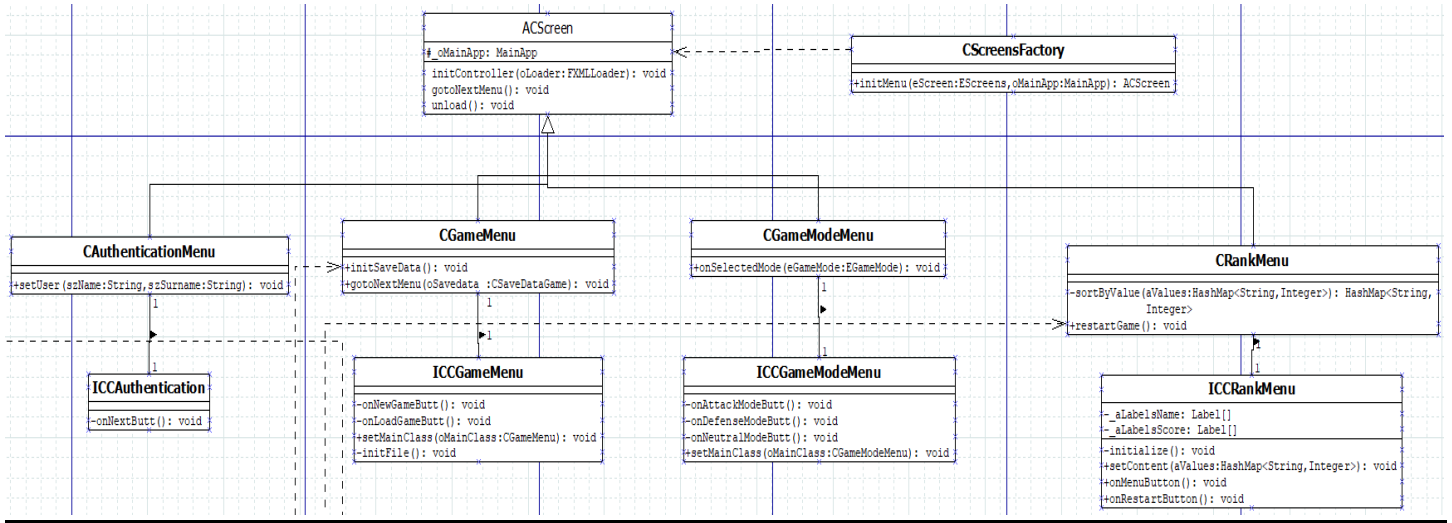 ACScreen
#_oMainApp: MainApp
initController(oLoader:FXMLLoader): void
gotoNextMenu(): void
unload(): void
CScreensFactory
+initMenu(eScreen:EScreens,oMainApp:MainApp): ACScreen
CAuthenticationMenu
+setUser(szName:String,szSurname:String): void
1
1
ICCAuthentication
-onNextButt(): void
CGameMenu
+initSaveData(): void
+gotoNextMenu(oSavedata :CSaveDataGame): void
1
1
ICCGameMenu
-onNewGameButt(): void
-onLoadGameButt(): void
+setMainClass(oMainClass:CGameMenu): void
-initFile(): void
CGameModeMenu
+onSelectedMode(eGameMode:EGameMode): void
1
1
ICCGameModeMenu
-onAttackModeButt(): void
-onDefenseModeButt(): void
-onNeutralModeButt(): void
+setMainClass(oMainClass:CGameModeMenu): void
CRankMenu
-sortByValue(aValues:HashMap<String,Integer>): HashMap<String,
Integer>
+restartGame(): void
1
1
ICCRankMenu
-_aLabelsName: Label[]
-_aLabelsScore: Label[]
-initialize(): void
+setContent(aValues:HashMap<String,Integer>): void
+onMenuButton(): void
+onRestartButton(): void